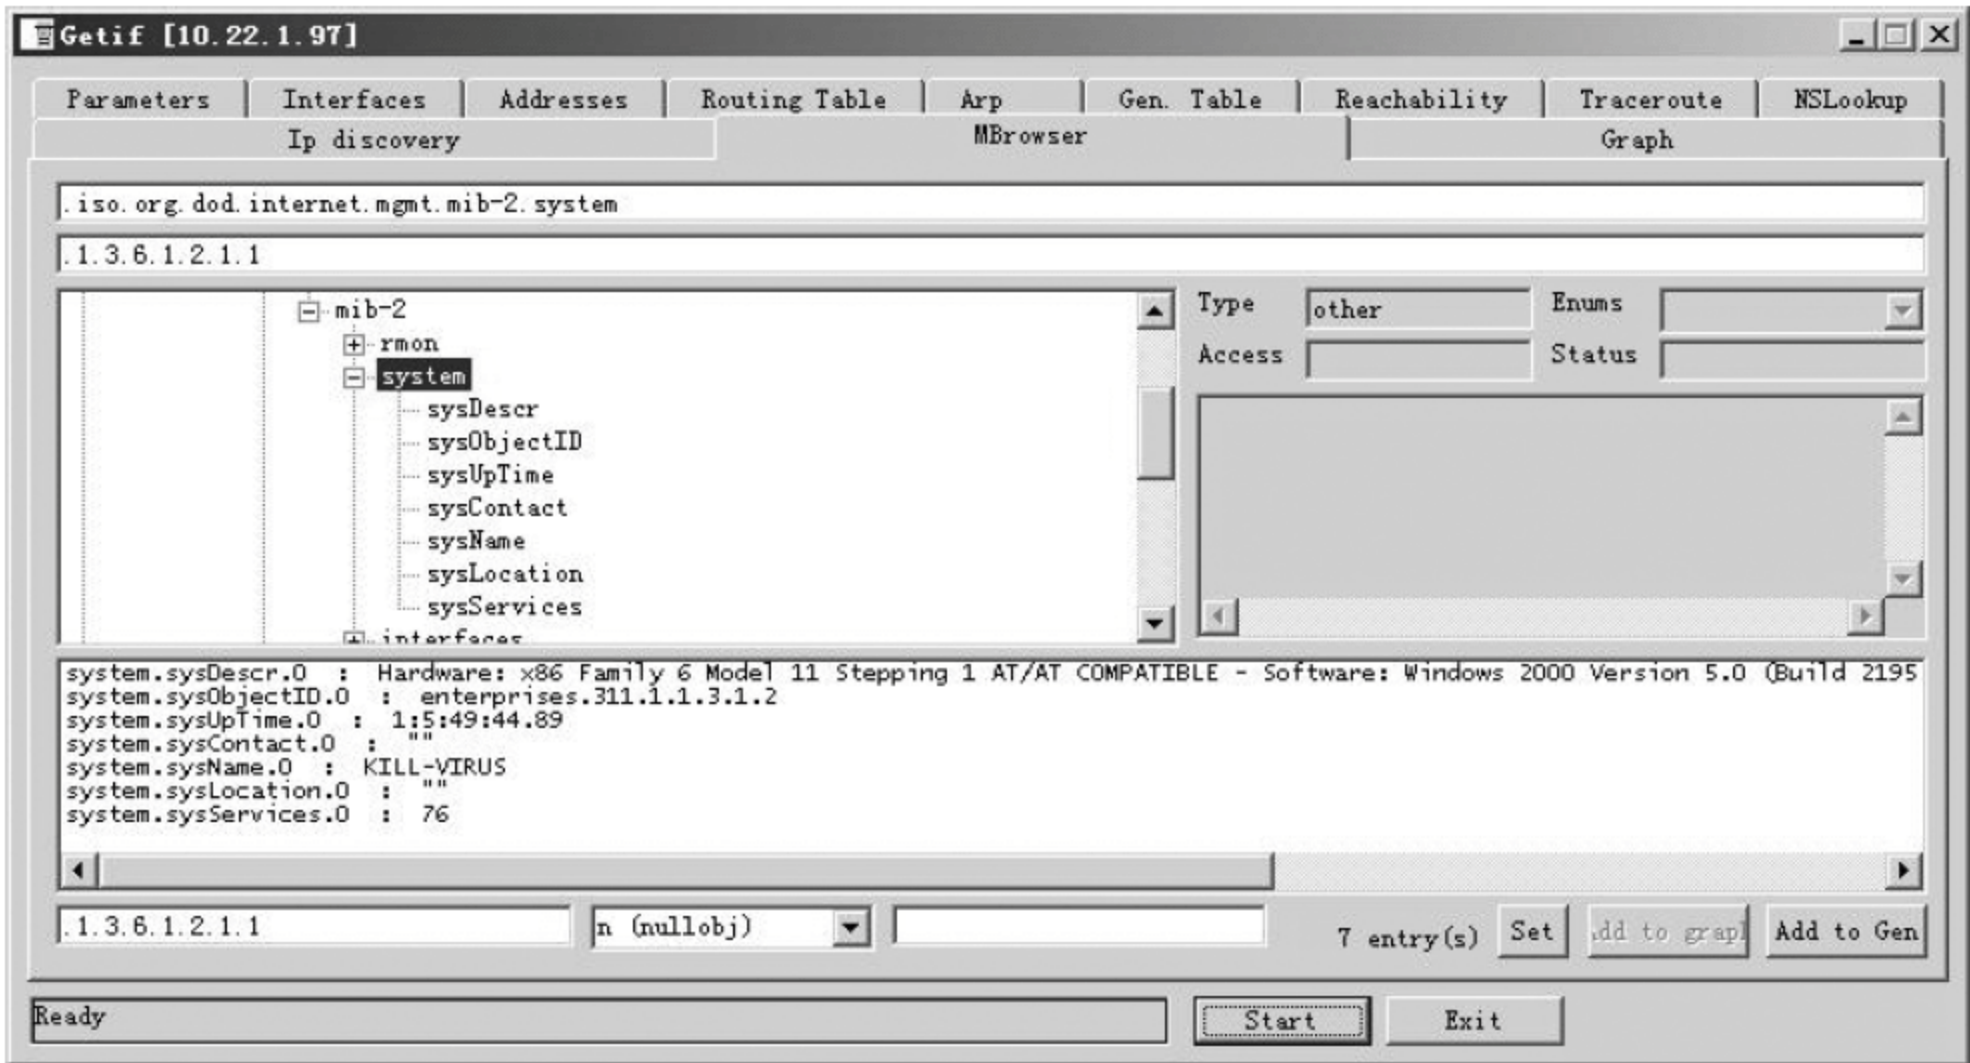 Getif [10.22.1.97]
Parameters Interfaces Addresses Routing Table Arp Gen. Table Reachability Traceroute NSLookup
Ip discovery MBrowser Graph
.iso.org.dod.internet.mgmt.mib-2.system
.1.3.6.1.2.1.1
mib-2
rmon
system
sysDescr
sysObjectID
sysUpTime
sysContact
sysName
sysLocation
sysServices
interfaces
Type other Enums
Access Status
system.sysDescr.0 : Hardware: x86 Family 6 Model 11 Stepping 1 AT/AT COMPATIBLE - Software: Windows 2000 Version 5.0 (Build 2195
system.sysObjectID.0 : enterprises.311.1.1.3.1.2
system.sysUpTime.0 : 1:5:49:44.89
system.sysContact.0 : ""
system.sysName.0 : KILL-VIRUS
system.sysLocation.0 : ""
system.sysServices.0 : 76
.1.3.6.1.2.1.1 n (nullobj) 7 entry(s) Set dd to grap Add to Gen
Ready Start Exit